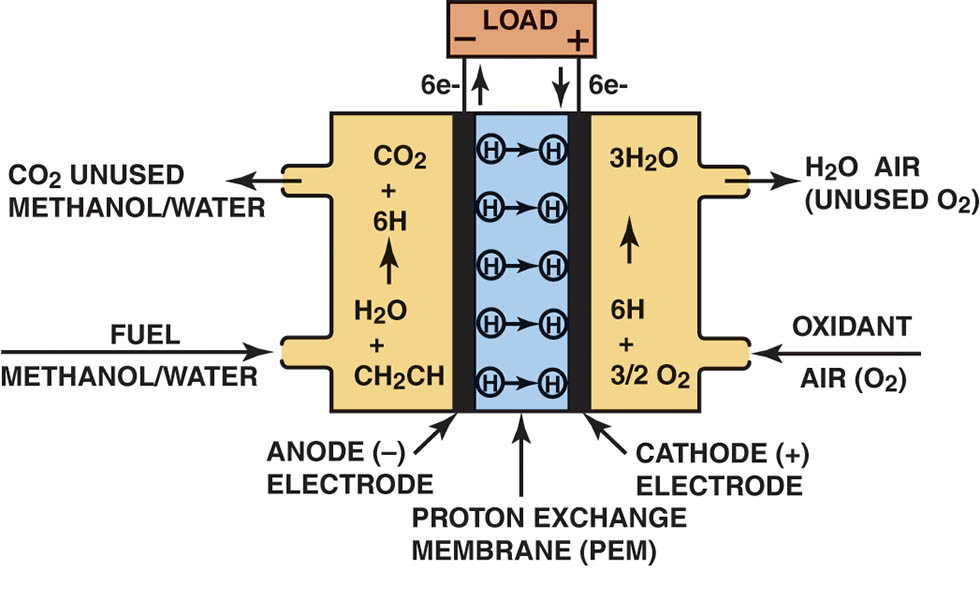 LOAD
− +
6e- 6e-
CO2 UNUSED
METHANOL/WATER
CO2
+
6H
H2O
+
CH2CH
FUEL
METHANOL/WATER
H H
H H
H H
H H
H H
3H2O
6H
+
3/2 O2
H2O AIR
(UNUSED O2)
OXIDANT
AIR (O2)
ANODE (–)
ELECTRODE
PROTON EXCHANGE
MEMBRANE (PEM)
CATHODE (+)
ELECTRODE